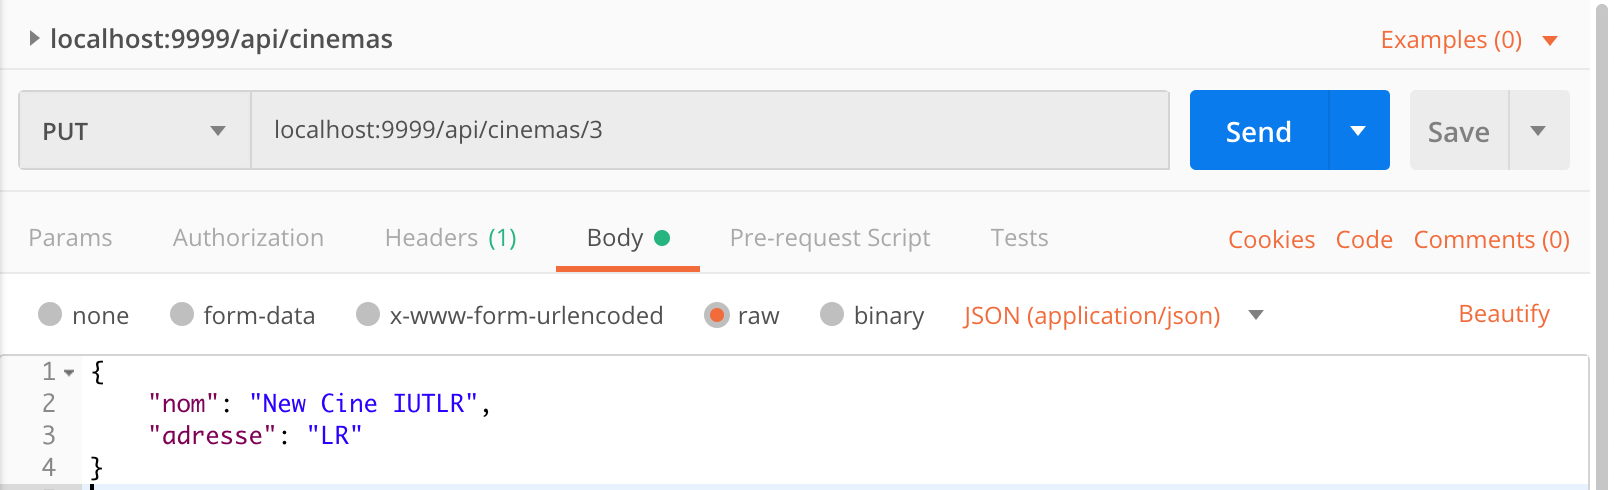 localhost:9999/api/cinemas
Examples (0)
PUT
localhost:9999/api/cinemas/3
Send
Save
Params Authorization Headers (1) Body Pre-request Script Tests Cookies Code Comments (0)
none form-data x-www-form-urlencoded raw binary JSON (application/json) Beautify
1 {
2 "nom": "New Cine IUTLR",
3 "adresse": "LR"
4 }